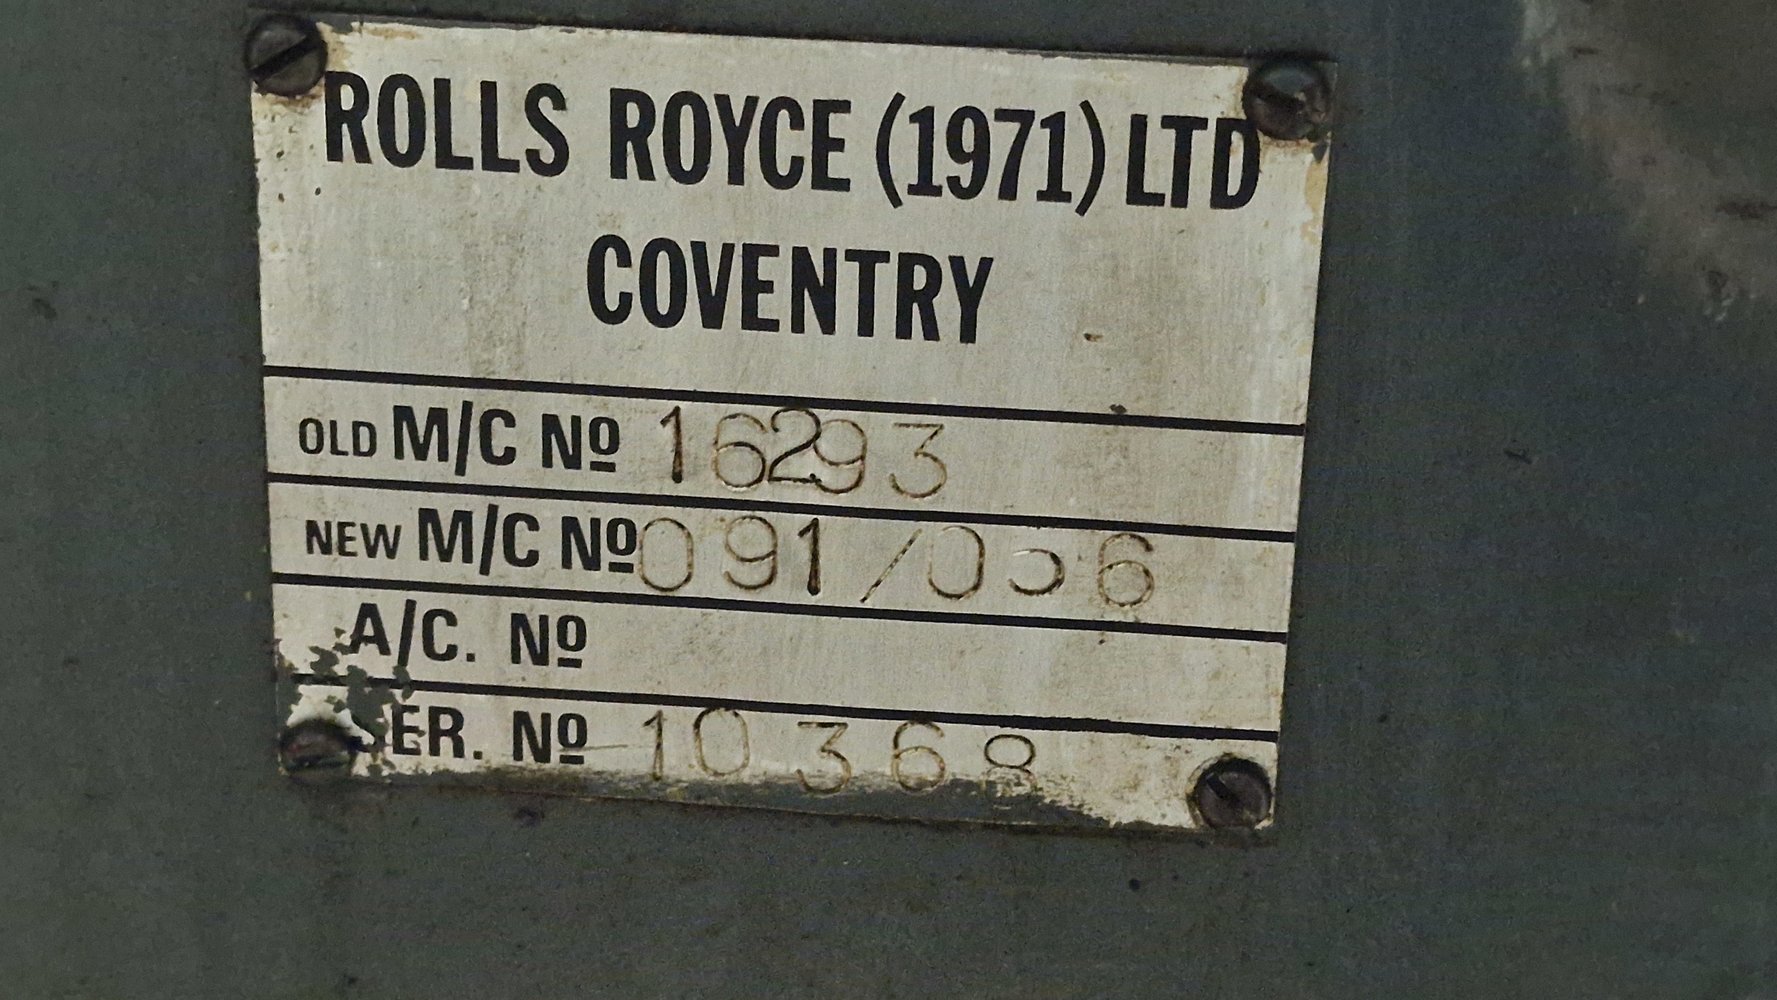 ROLLS ROYCE (1971) LTD
COVENTRY
OLD M/C Nº 16293
NEW M/C Nº 091/056
A/C. Nº
SER. Nº 10368